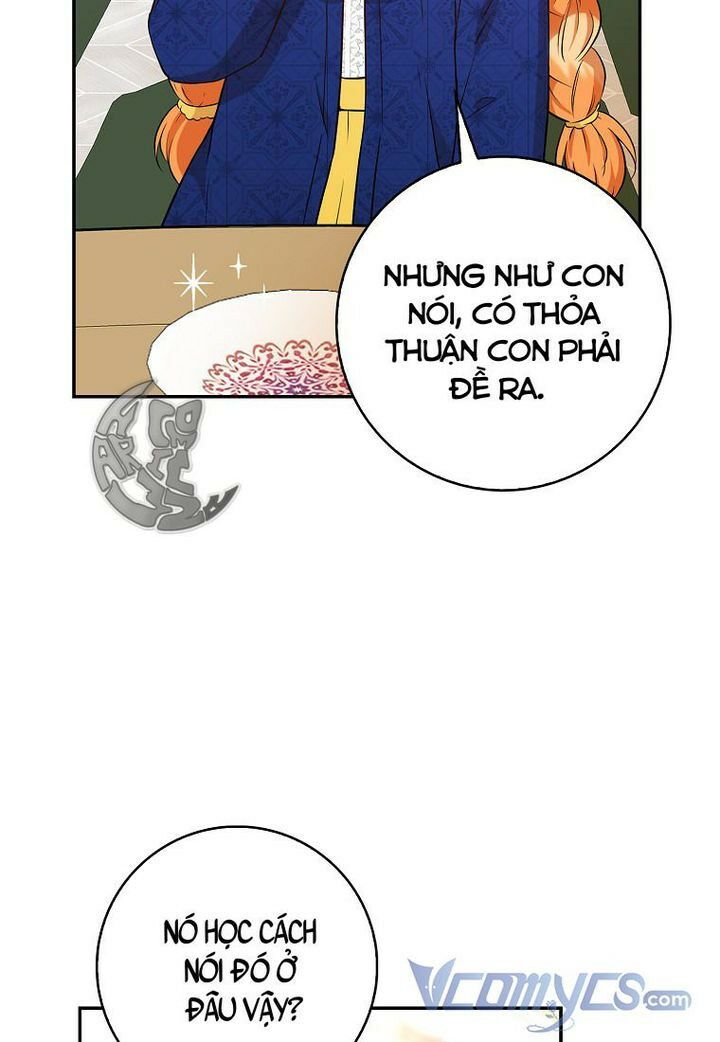 NHƯNG NHƯ CON
NÓI, CÓ THỎA
THUẬN CON PHẢI
ĐỀ RA.
NÓ HỌC CÁCH
NÓI ĐÓ Ở
ĐÂU VẬY?
VCOMYCS.com